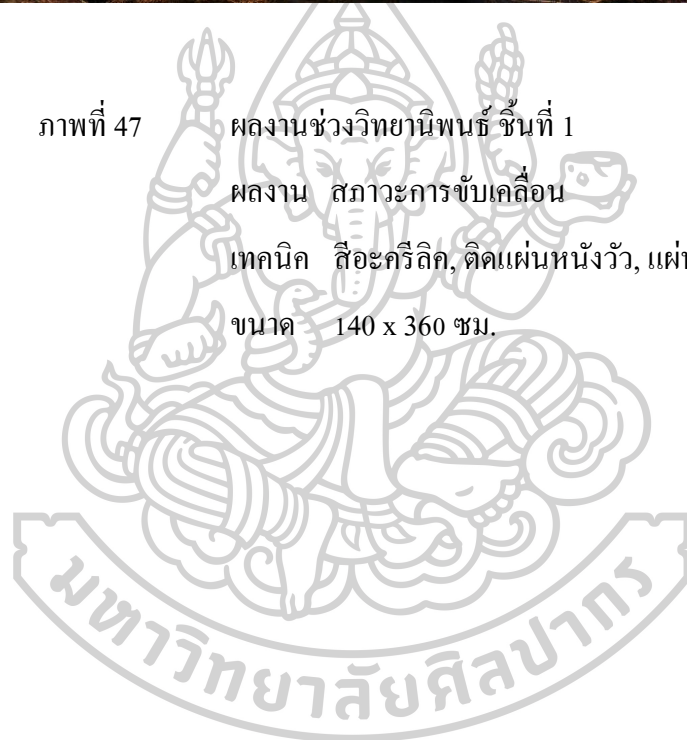 ภาพที่ 47 ผลงานช่วงวิทยานิพนธ์ ชิ้นที่ 1
ผลงาน สภาวะการขับเคลื่อน
เทคนิค สีอะครีลิค, ติดแผ่นหนังวัว,
ขนาด 140 x 360 ซม.
มหาวิทยาลัยศิลปากร